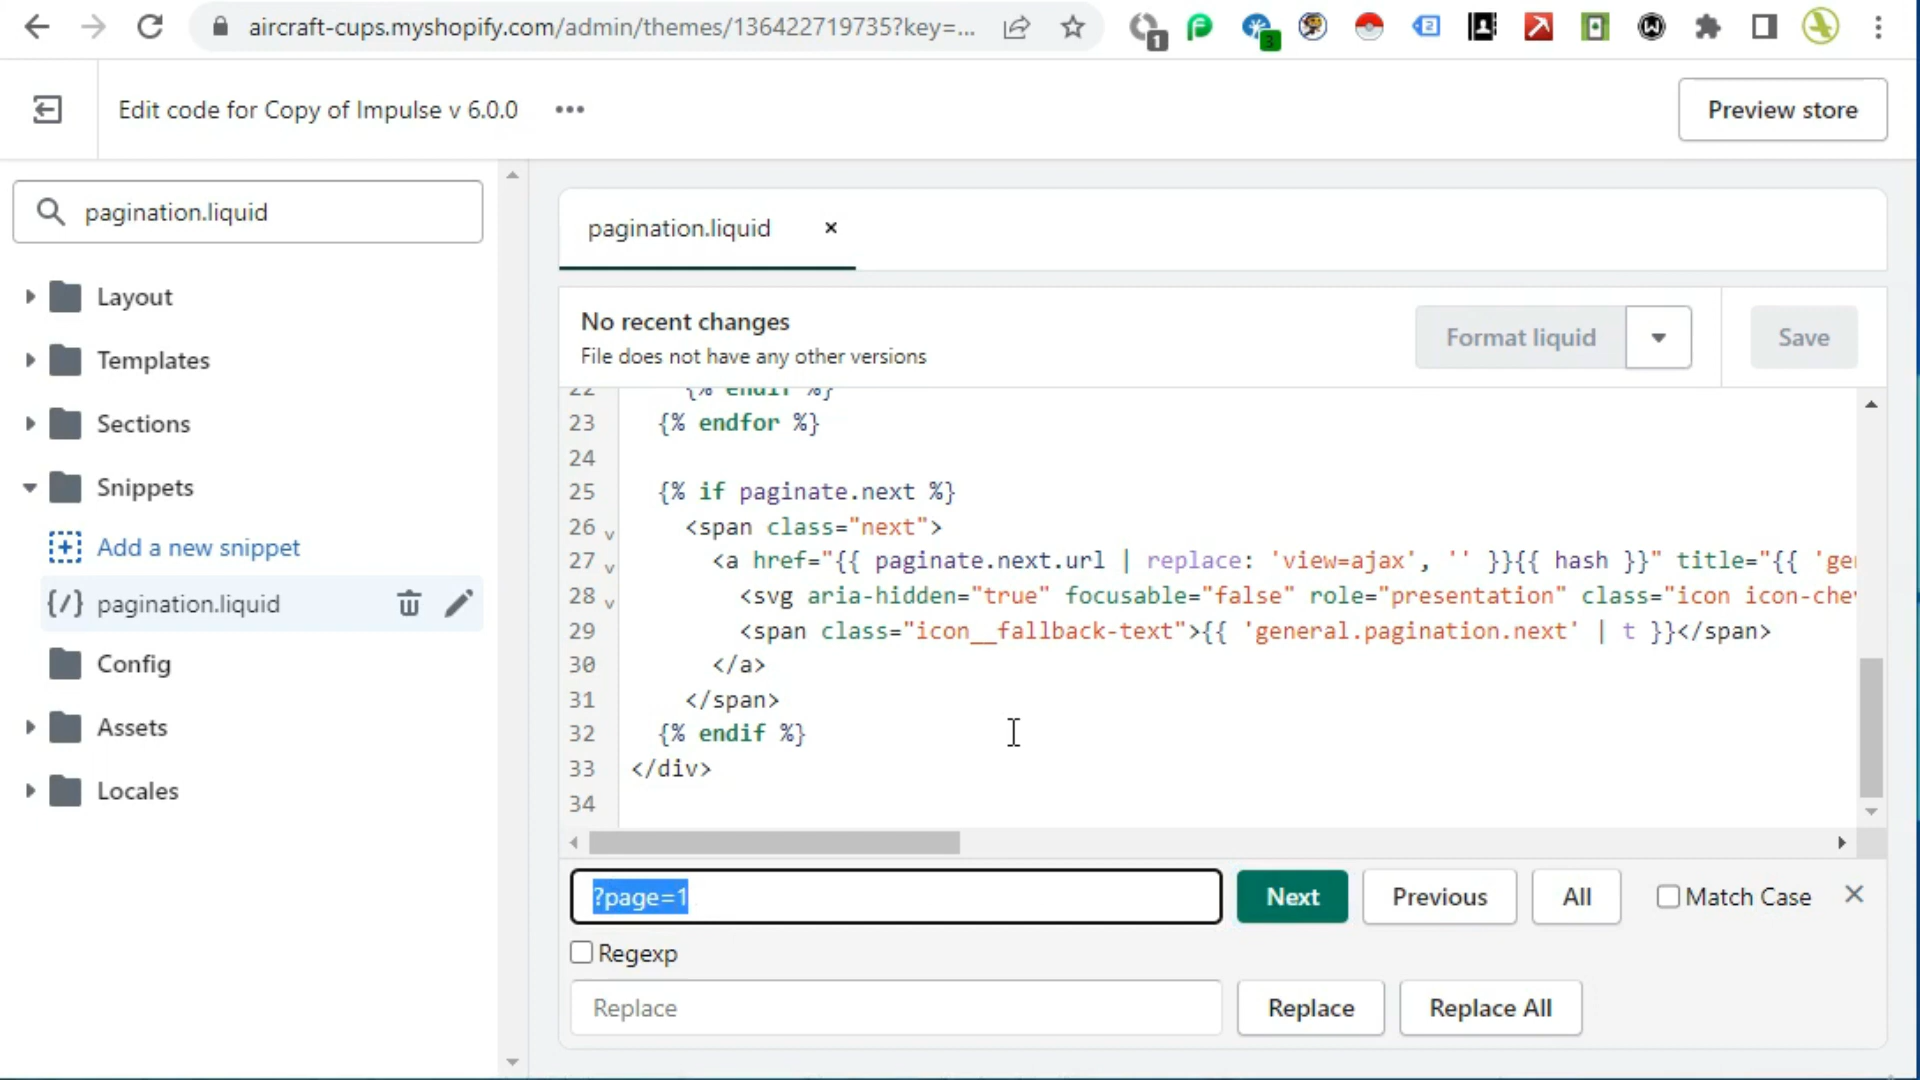 aircraft-cups.myshopify.com/admin/themes/136422719735?key=...
1
3
2
Edit code for Copy of Impulse v 6.0.0
Preview store
pagination.liquid
Layout
Templates
Sections
Snippets
Add a new snippet
{/} pagination.liquid
Config
Assets
Locales
pagination.liquid
No recent changes
File does not have any other versions
Format liquid
Save
22 {% endif %}
23 {% endfor %}
24
25 {% if paginate.next %}
26 <span class="next">
27 <a href="{{ paginate.next.url | replace: 'view=ajax', '' }}{{ hash }}" title="{{ 'ge
28 <svg aria-hidden="true" focusable="false" role="presentation" class="icon icon-che
29 <span class="icon__fallback-text">{{ 'general.pagination.next' | t }}</span>
30 </a>
31 </span>
32 {% endif %}
33 </div>
34
?page=1
Next
Previous
All
Match Case
Regexp
Replace
Replace
Replace All